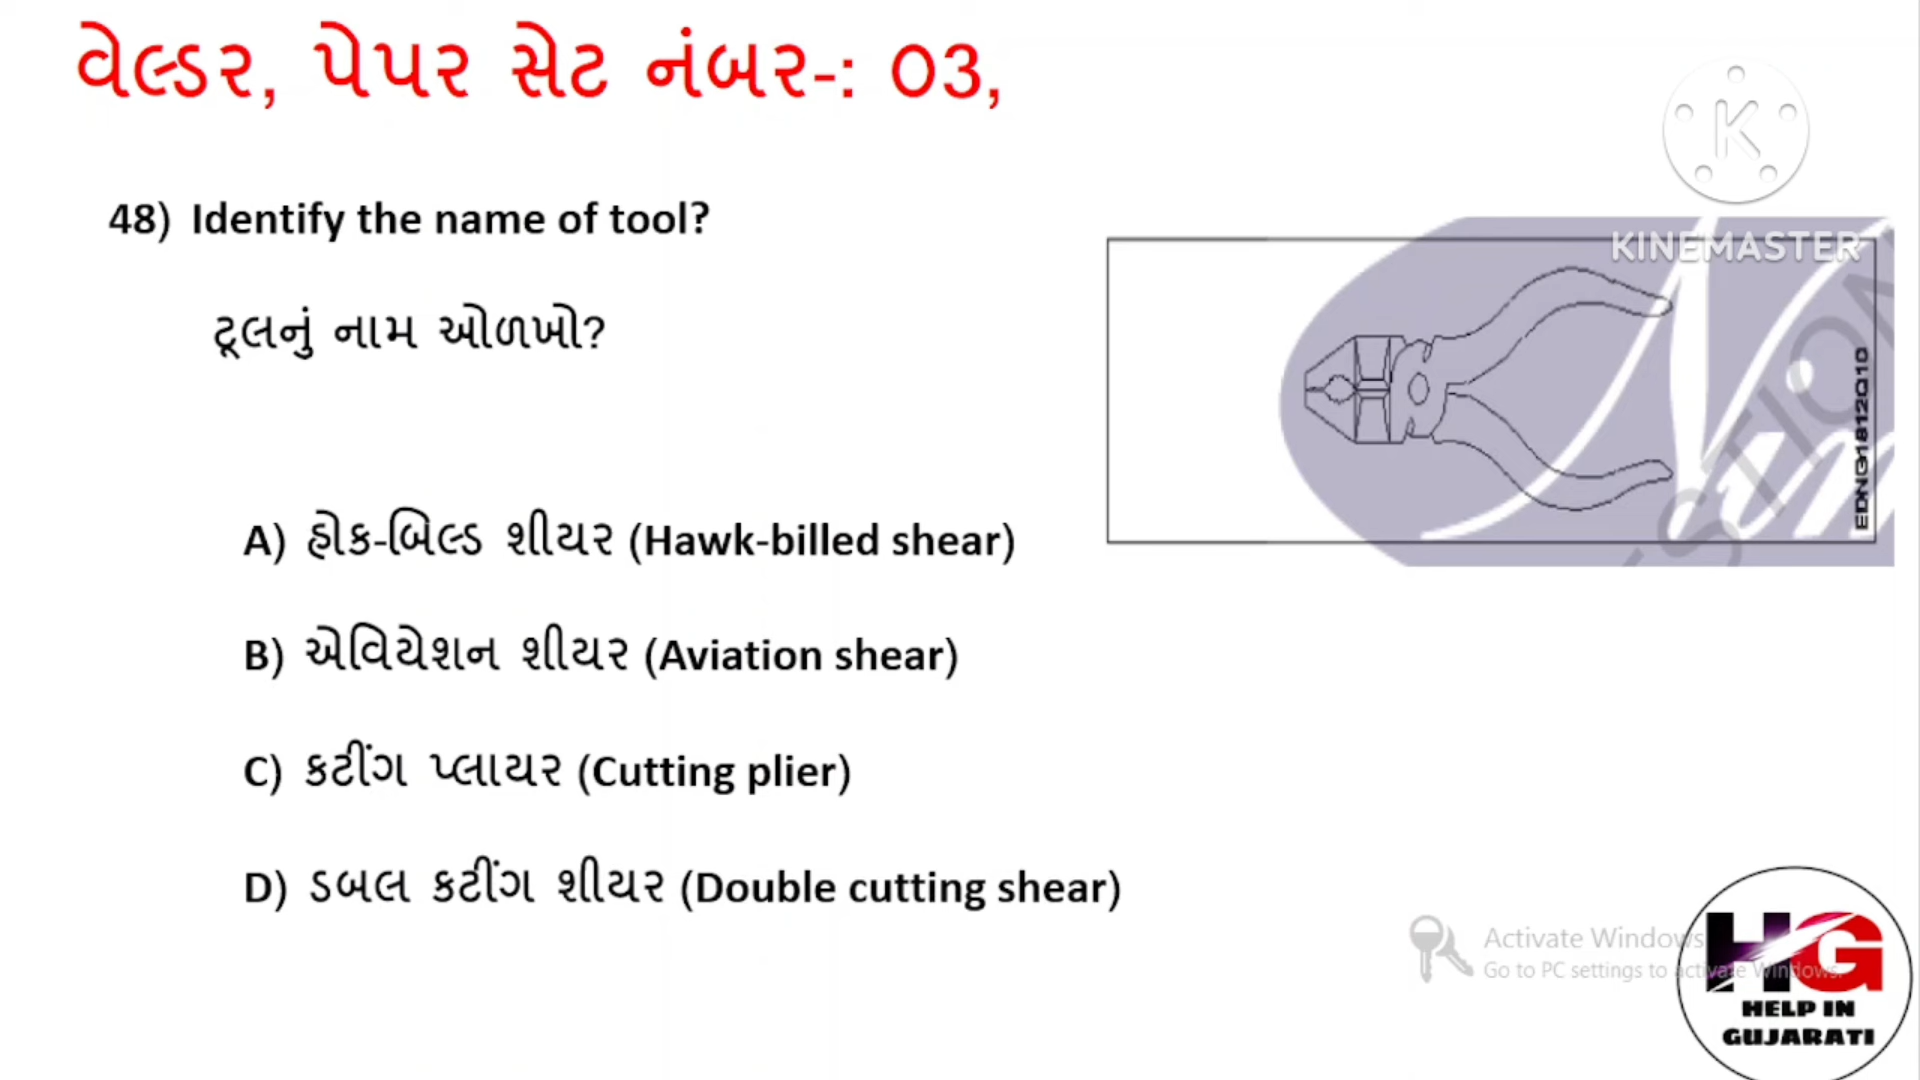 વેલ્ડર, પેપર સેટ નંબર-: 03,
K
KINEMASTER
48) Identify the name of tool?
ટૂલનું નામ ઓળખો?
EDNG1812Q10
A) હોક-બિલ્ડ શીયર (Hawk-billed shear)
B) એવિયેશન શીયર (Aviation shear)
C) કટીંગ પ્લાયર (Cutting plier)
D) ડબલ કટીંગ શીયર (Double cutting shear)
Activate Windows
Go to PC settings to activate Windows.
HG
HELP IN
GUJARATI